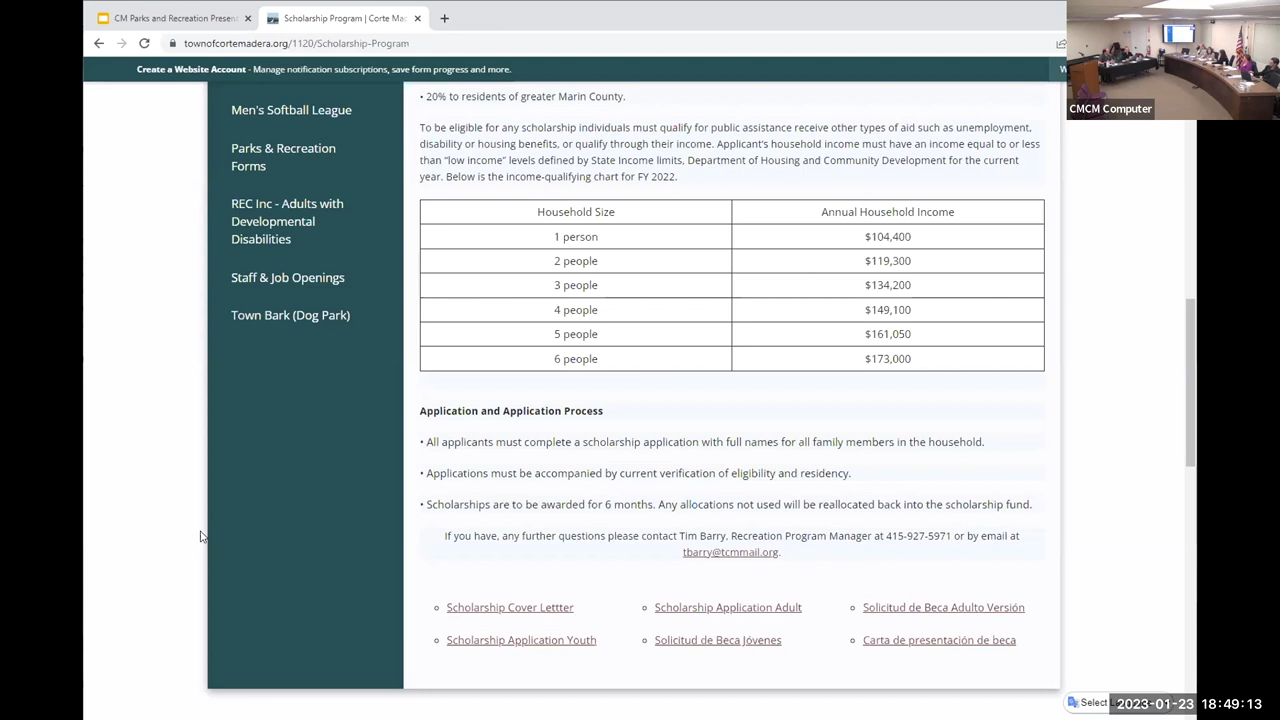 CM Parks and Recreation Presen
Scholarship Program | Corte Mad
townofcortemadera.org/1120/Scholarship-Program
Create a Website Account - Manage notification subscriptions, save form progress and more.
W
CMCM Computer
Men's Softball League
Parks & Recreation
Forms
REC Inc - Adults with
Developmental
Disabilities
Staff & Job Openings
Town Bark (Dog Park)
• 20% to residents of greater Marin County.
To be eligible for any scholarship individuals must qualify for public assistance receive other types of aid such as unemployment,
disability or housing benefits, or qualify through their income. Applicant's household income must have an income equal to or less
than "low income" levels defined by State Income limits, Department of Housing and Community Development for the current
year. Below is the income-qualifying chart for FY 2022.
Household Size Annual Household Income
1 person $104,400
2 people $119,300
3 people $134,200
4 people $149,100
5 people $161,050
6 people $173,000
Application and Application Process
• All applicants must complete a scholarship application with full names for all family members in the household.
• Applications must be accompanied by current verification of eligibility and residency.
• Scholarships are to be awarded for 6 months. Any allocations not used will be reallocated back into the scholarship fund.
If you have, any further questions please contact Tim Barry, Recreation Program Manager at 415-927-5971 or by email at
tbarry@tcmmail.org.
Scholarship Cover Lettter Scholarship Application Adult Solicitud de Beca Adulto Versión
Scholarship Application Youth Solicitud de Beca Jóvenes Carta de presentación de beca
Select
2023-01-23 18:49:13